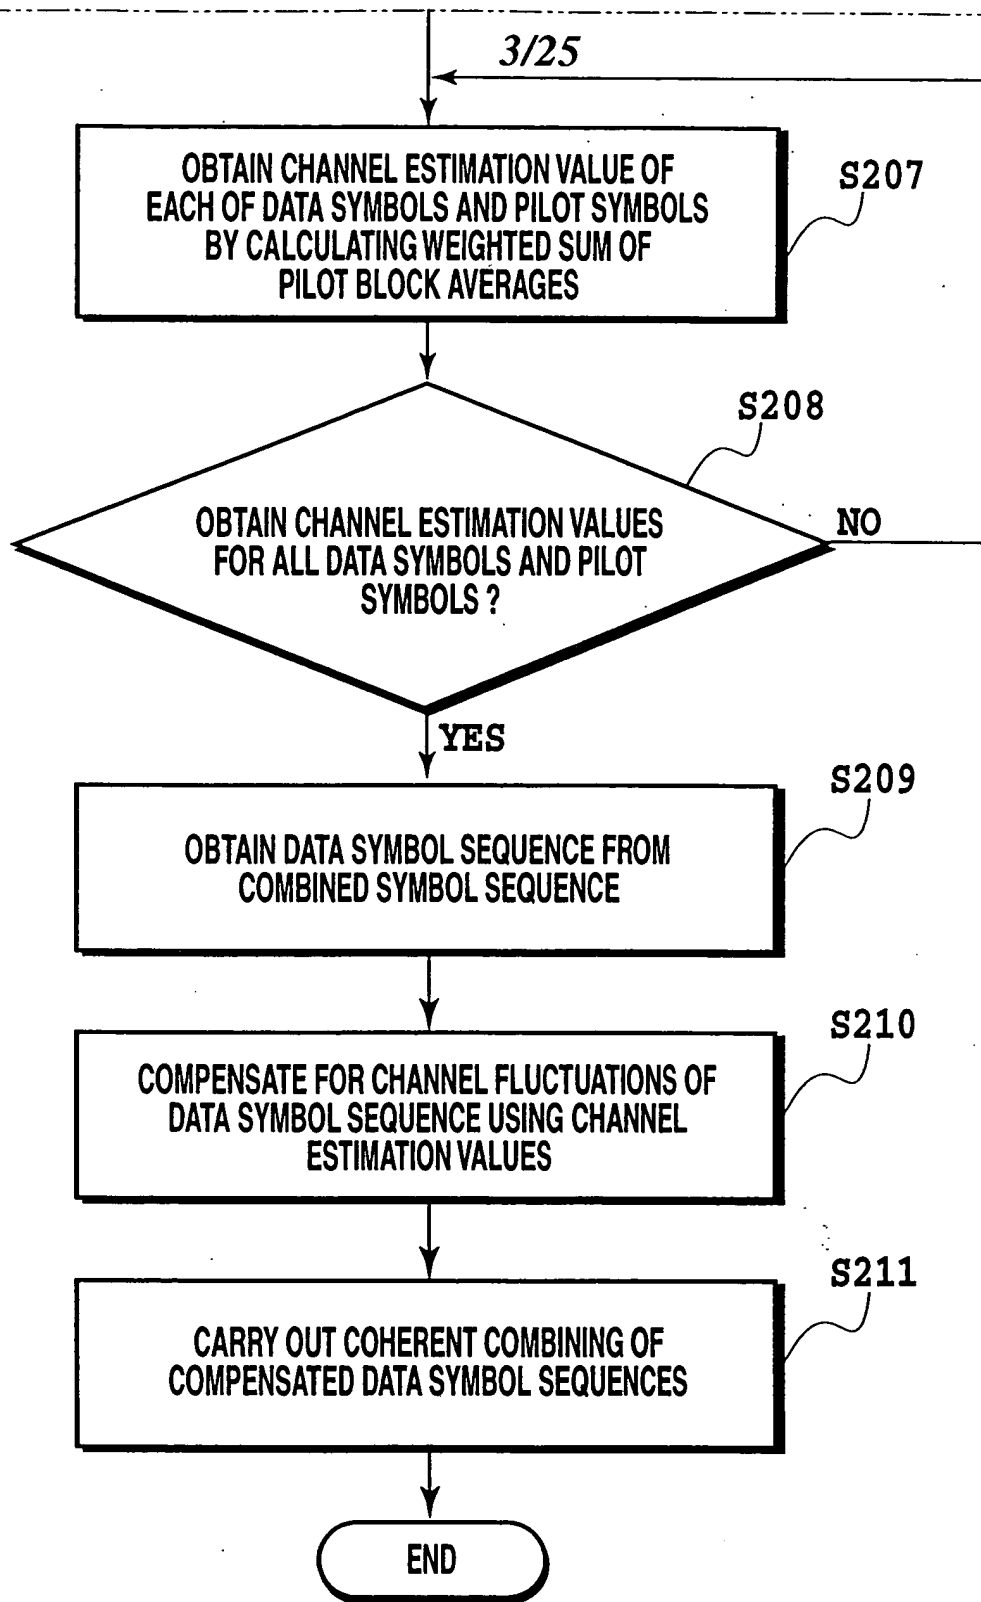 3/25
OBTAIN CHANNEL ESTIMATION VALUE OF
EACH OF DATA SYMBOLS AND PILOT SYMBOLS
BY CALCULATING WEIGHTED SUM OF
PILOT BLOCK AVERAGES
S207
S208
OBTAIN CHANNEL ESTIMATION VALUES
FOR ALL DATA SYMBOLS AND PILOT
SYMBOLS ?
NO
YES
S209
OBTAIN DATA SYMBOL SEQUENCE FROM
COMBINED SYMBOL SEQUENCE
S210
COMPENSATE FOR CHANNEL FLUCTUATIONS OF
DATA SYMBOL SEQUENCE USING CHANNEL
ESTIMATION VALUES
S211
CARRY OUT COHERENT COMBINING OF
COMPENSATED DATA SYMBOL SEQUENCES
END